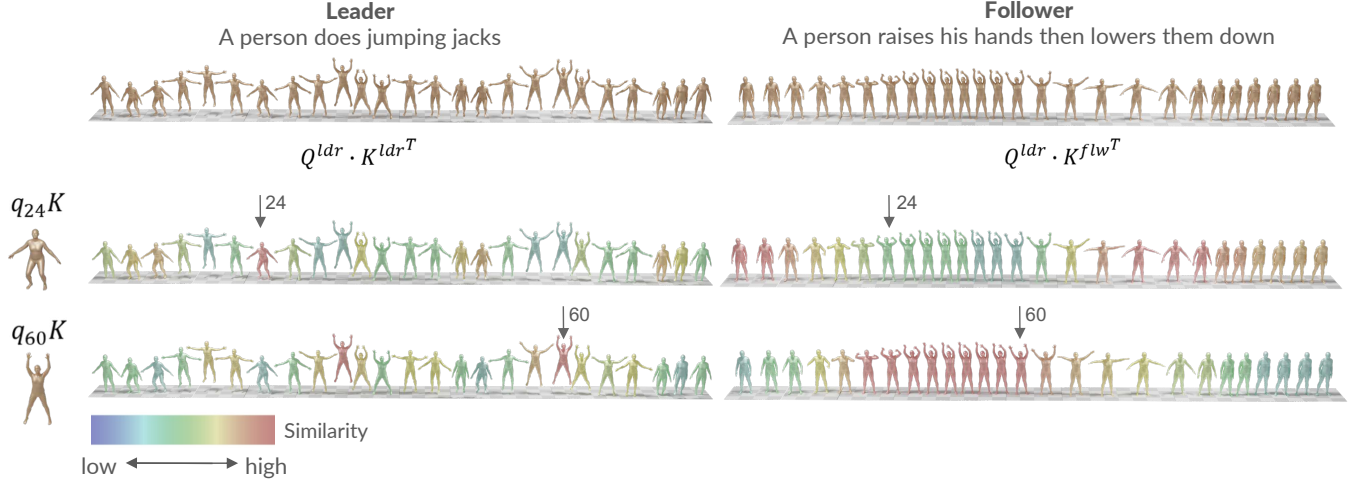 Leader
A person does jumping jacks
Follower
A person raises his hands then lowers them down
Q^{ldr} · K^{ldr^T}
Q^{ldr} · K^{flw^T}
q_{24}K
24
24
q_{60}K
60
60
Similarity
low
high